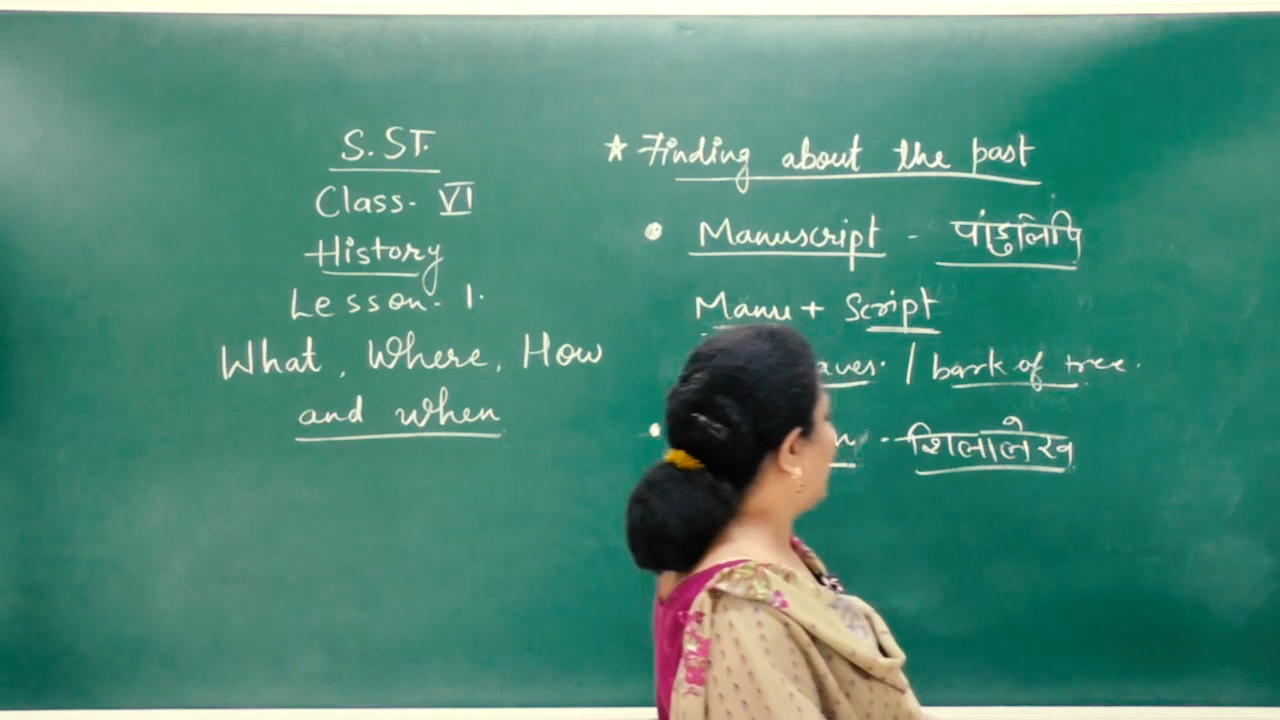 S.ST.
Class- VI
History
Lesson- 1.
What, Where, How
and when
★ Finding about the past
• Manuscript - पांडुलिपि
Manu + Script
/ bark of tree.
• - शिलालेख